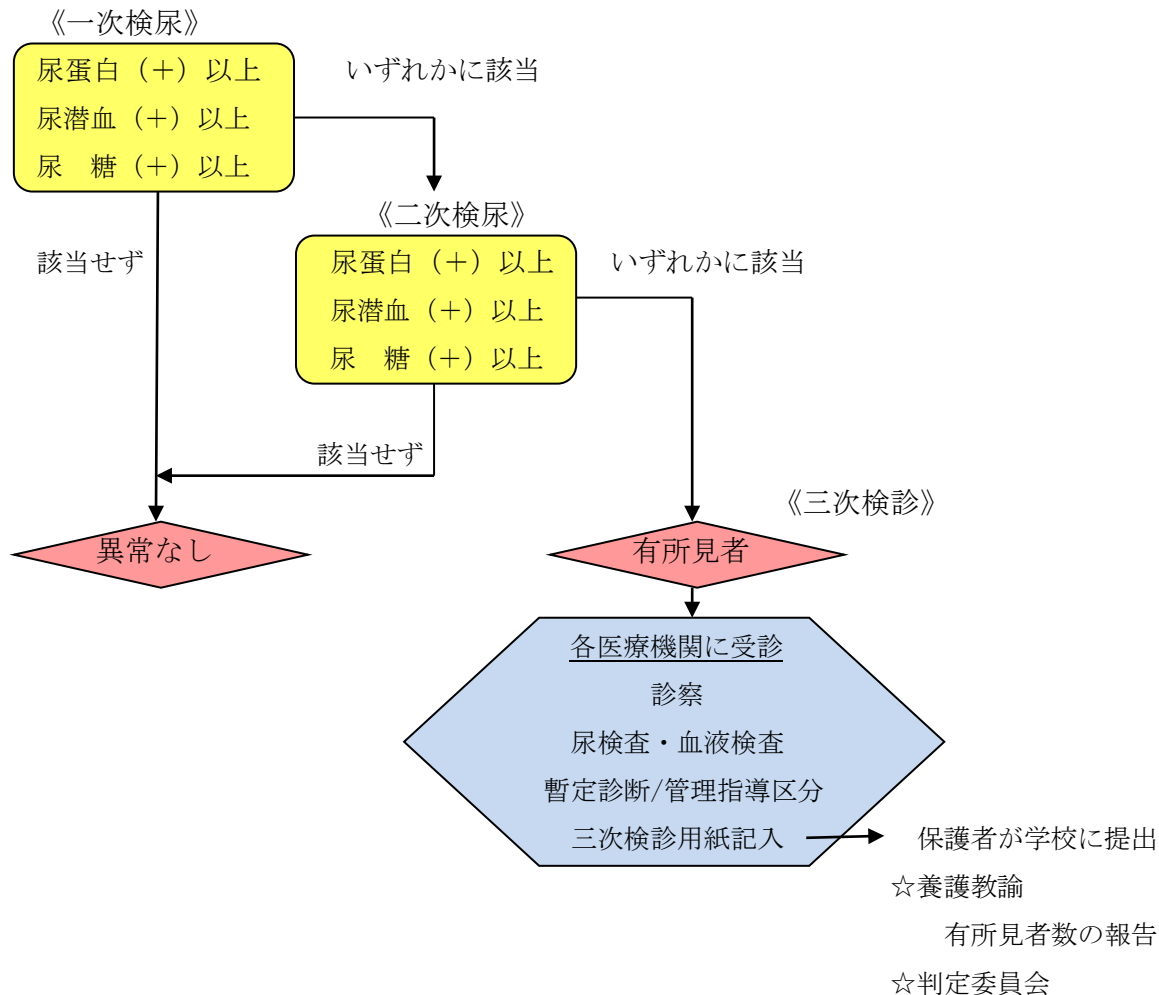 《一次検尿》
尿蛋白（＋）以上
尿潜血（＋）以上
尿　糖（＋）以上
いずれかに該当
該当せず
《二次検尿》
尿蛋白（＋）以上
尿潜血（＋）以上
尿　糖（＋）以上
いずれかに該当
該当せず
《三次検診》
異常なし
有所見者
各医療機関に受診
診察
尿検査・血液検査
暫定診断/管理指導区分
三次検診用紙記入
保護者が学校に提出
☆養護教諭
有所見者数の報告
☆判定委員会